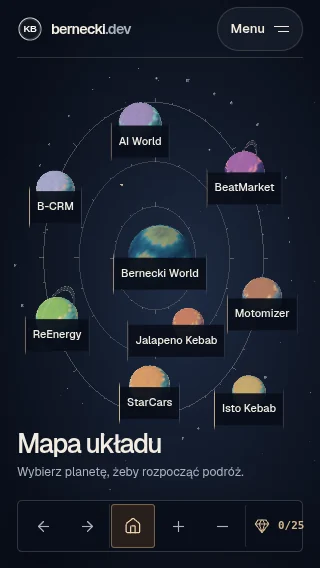 KB bernecki.dev Menu
AI World
BeatMarket
B-CRM
Bernecki World
Motomizer
ReEnergy
Jalapeno Kebab
StarCars
Isto Kebab
Mapa układu
Wybierz planetę, żeby rozpocząć podróż.
0/25